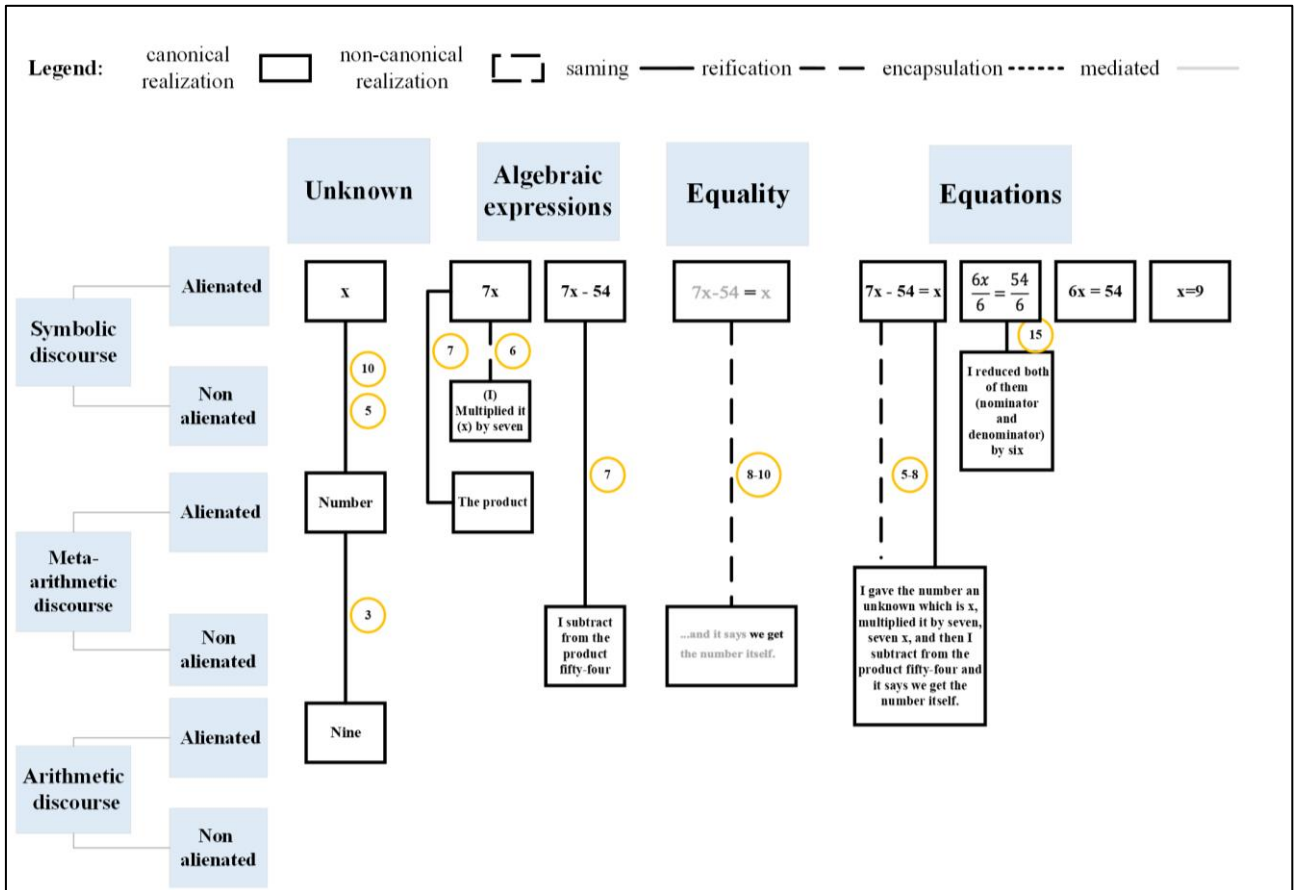 Legend:
canonical
realization
non-canonical
realization
saming
reification
encapsulation
mediated
Unknown
Algebraic
expressions
Equality
Equations
Symbolic
discourse
Alienated
x
7x
7x - 54
7x-54 = x
7x - 54 = x
6x/6 = 54/6
6x = 54
x=9
10
5
7
6
15
Non
alienated
(I)
Multiplied it
(x) by seven
I reduced both
of them
(nominator
and
denominator)
by six
7
8-10
5-8
Meta-
arithmetic
discourse
Alienated
Number
The product
3
Non
alienated
I subtract
from the
product
fifty-four
...and it says we get
the number itself.
I gave the number an
unknown which is x,
multiplied it by seven,
seven x, and then I
subtract from the
product fifty-four and
it says we get the
number itself.
Arithmetic
discourse
Alienated
Nine
Non
alienated